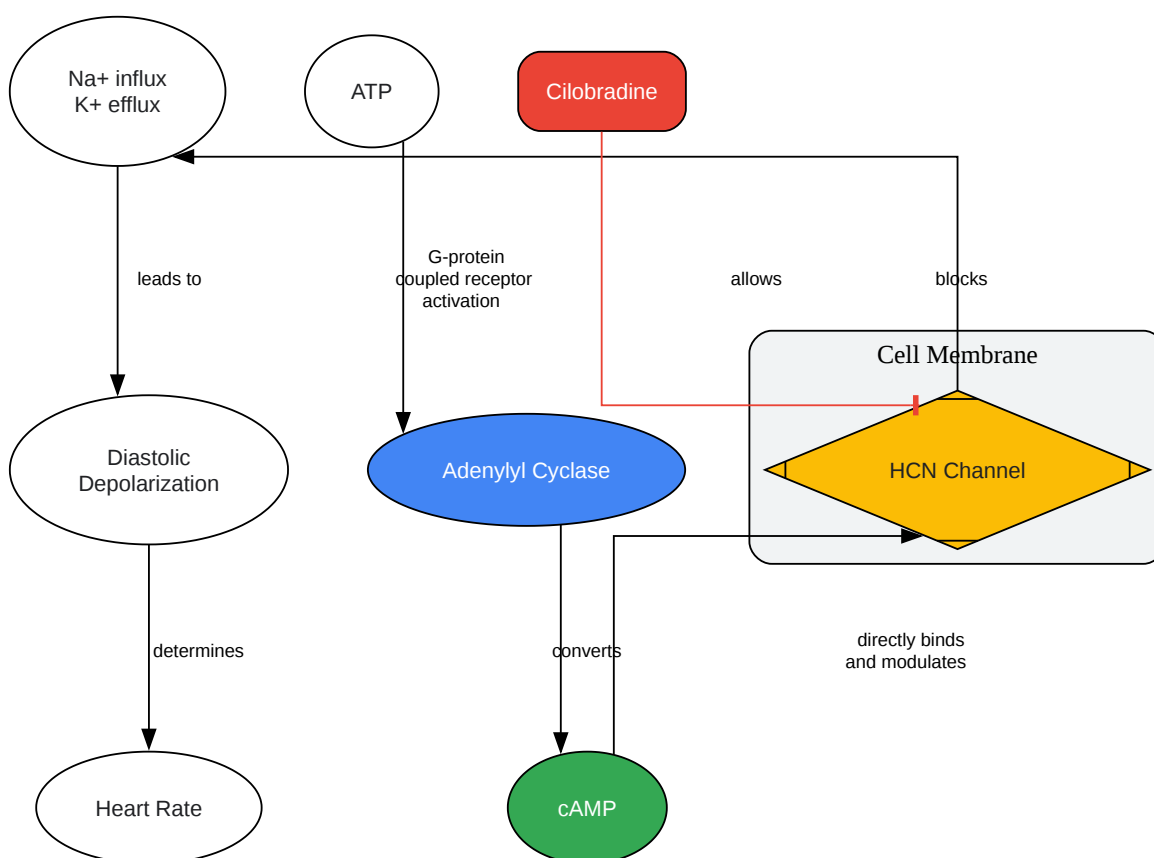 Na+ influx
K+ efflux
ATP
Cilobradine
leads to
G-protein
coupled receptor
activation
allows
blocks
Cell Membrane
Diastolic
Depolarization
Adenylyl Cyclase
HCN Channel
determines
converts
directly binds
and modulates
Heart Rate
cAMP